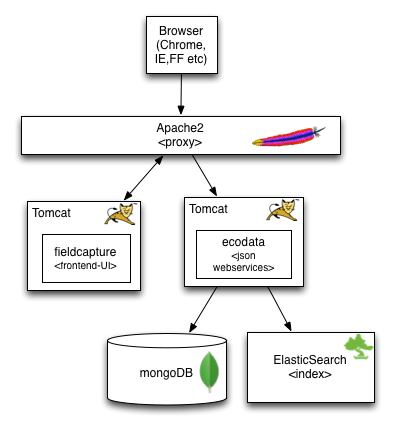 Browser
(Chrome,
IE,FF etc)
Apache2
<proxy>
Tomcat
fieldcapture
<frontend-UI>
Tomcat
ecodata
<json
webservices>
mongoDB
ElasticSearch
<index>